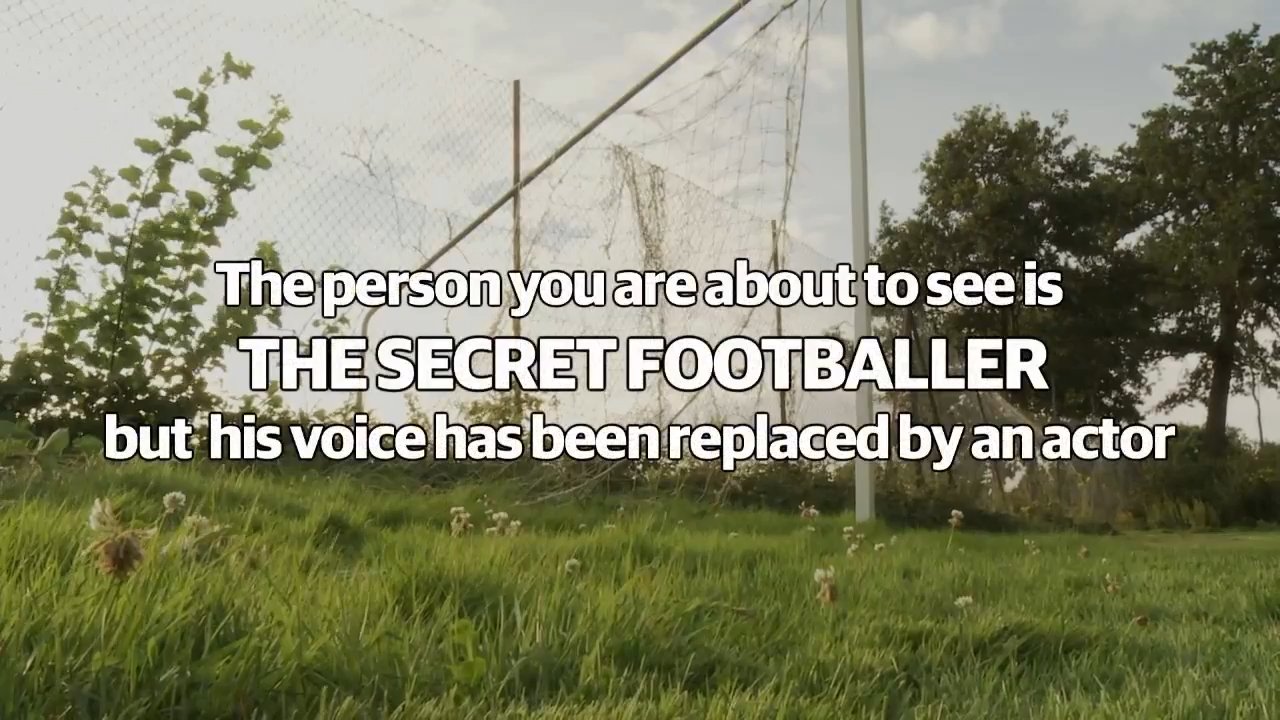 The person you are about to see is
THE SECRET FOOTBALLER
but his voice has been replaced by an actor